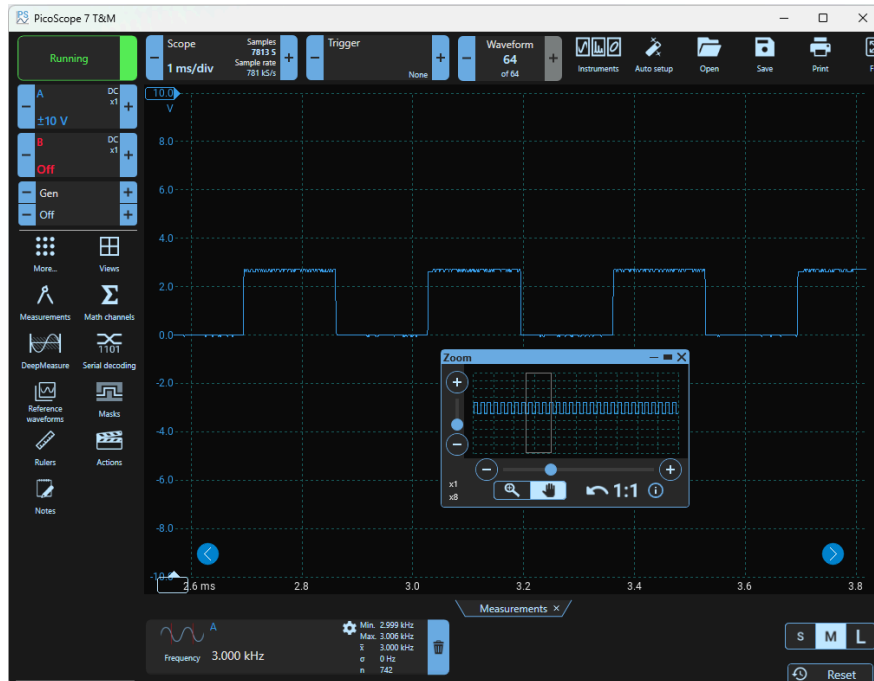 PicoScope 7 T&M
Running
Scope
1 ms/div
Samples
7813 S
Sample rate
781 kS/s
Trigger
None
Waveform
64
of 64
Instruments
Auto setup
Open
Save
Print
A
DC
x1
±10 V
B
DC
x1
Off
Gen
Off
More...
Views
Measurements
Math channels
DeepMeasure
1101
Serial decoding
Reference
waveforms
Masks
Rulers
Actions
Notes
10.0
V
8.0
6.0
4.0
2.0
0.0
-2.0
-4.0
-6.0
-8.0
-10.0
2.6 ms
2.8
3.0
3.2
3.4
3.6
3.8
Zoom
x1
x8
1:1
Measurements
A
Frequency
3.000 kHz
Min. 2.999 kHz
Max. 3.006 kHz
x̄ 3.000 kHz
σ 0 Hz
n 742
S M L
Reset